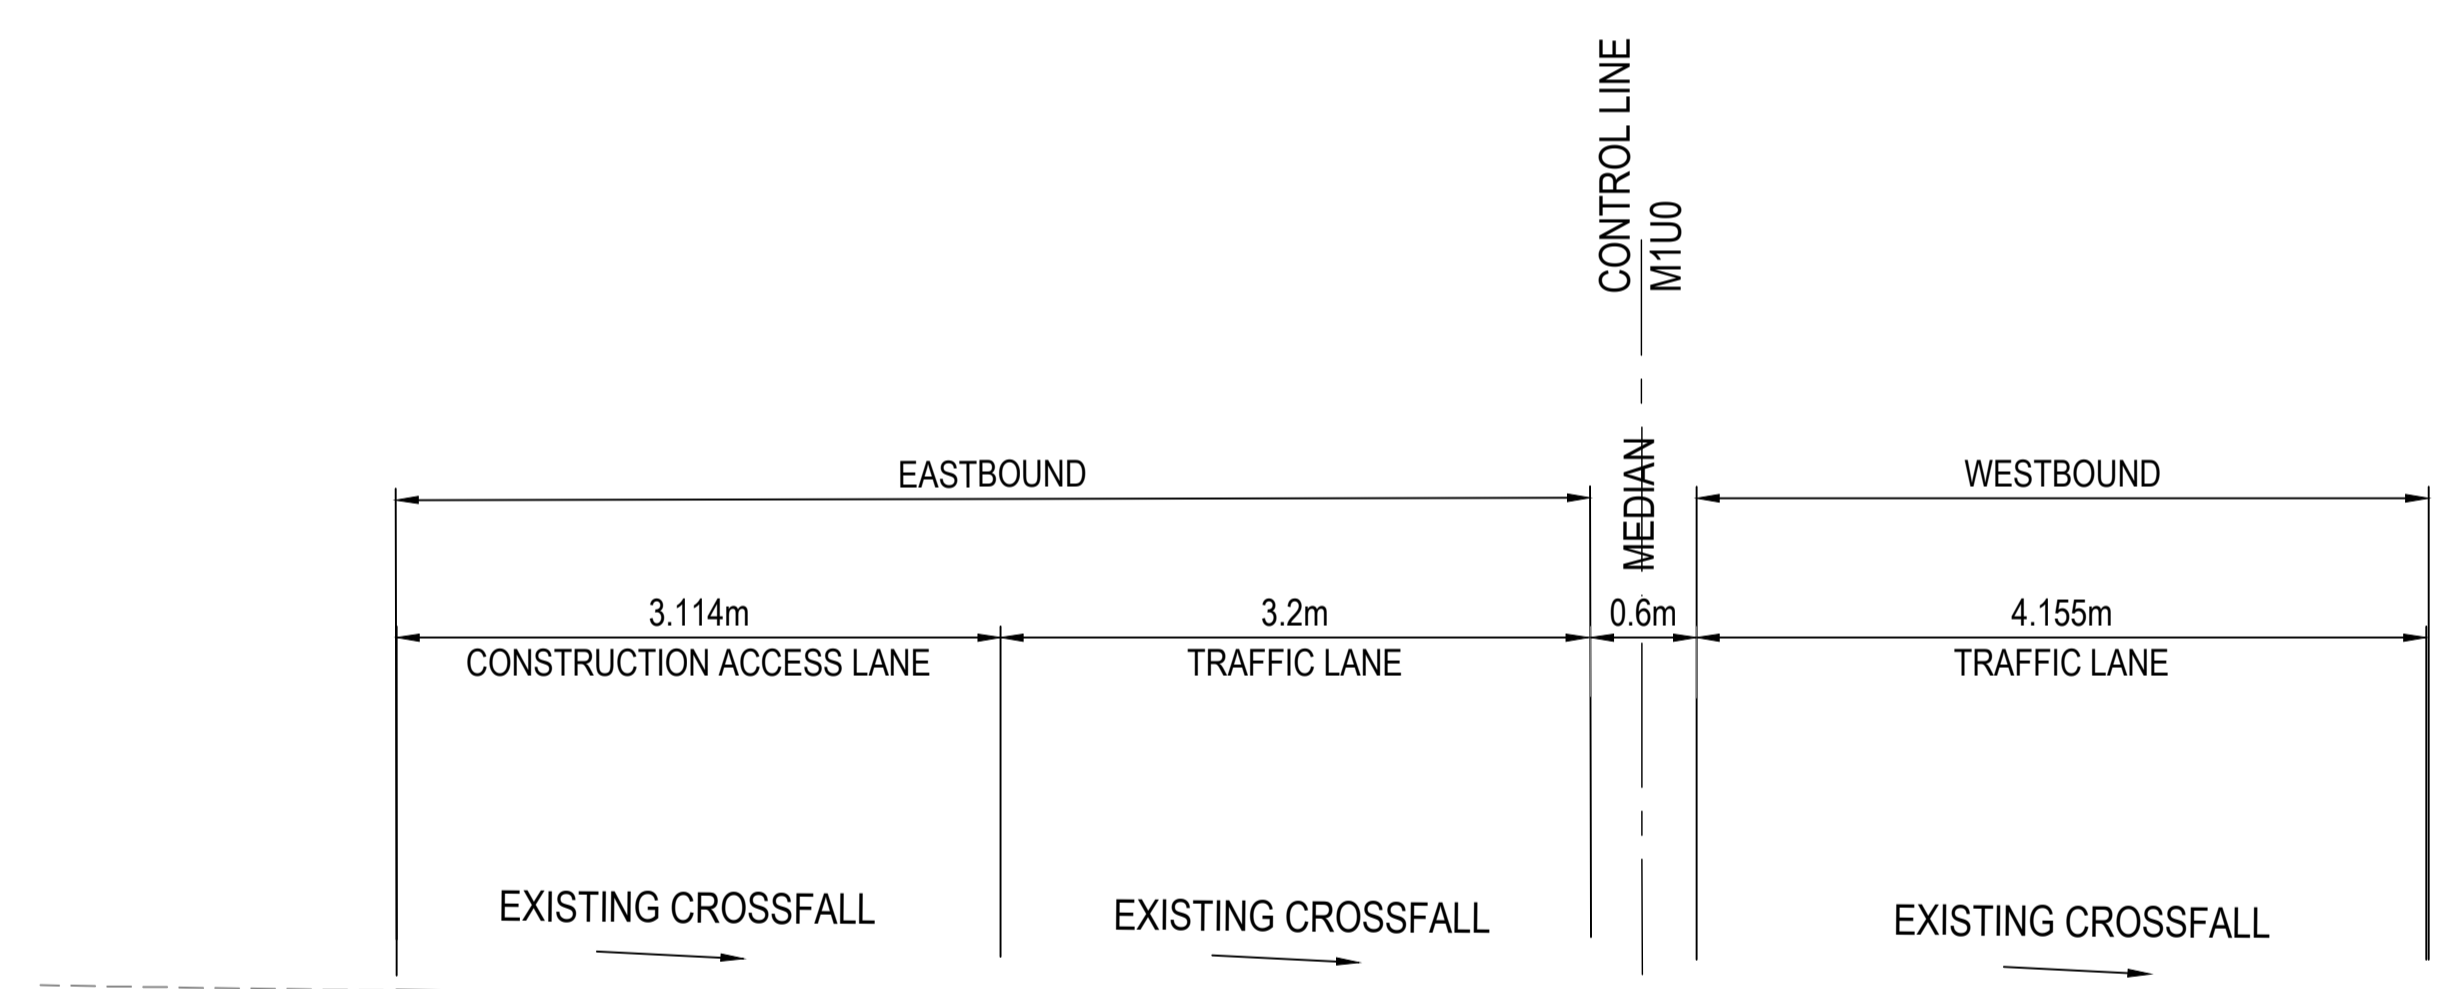 CONTROL LINE
M1U0
EASTBOUND
MEDIAN
WESTBOUND
3.114m
3.2m
0.6m
4.155m
CONSTRUCTION ACCESS LANE
TRAFFIC LANE
TRAFFIC LANE
EXISTING CROSSFALL
EXISTING CROSSFALL
EXISTING CROSSFALL